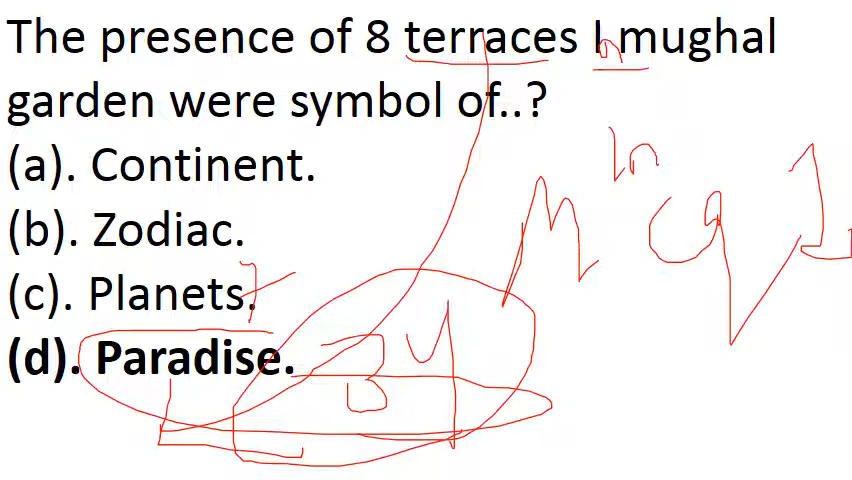 The presence of 8 terraces I mughal
garden were symbol of..?
(a). Continent.
(b). Zodiac.
(c). Planets.
(d). Paradise.